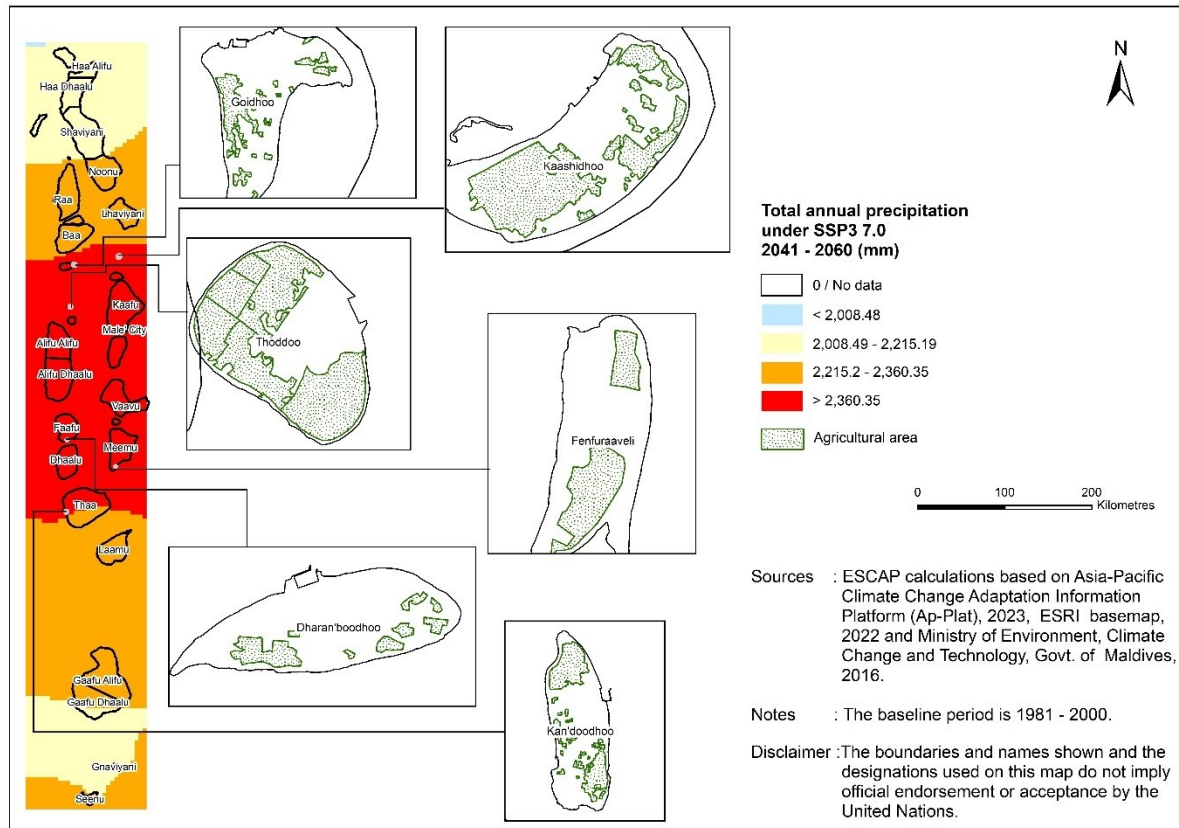 Haa Alifu
Haa Dhaalu
Shaviyani
Noonu
Raa
Lhaviyani
Baa
Kaafu
Male' City
Alifu Alifu
Alifu Dhaalu
Vaavu
Faafu
Meemu
Dhaalu
Thaa
Laamu
Gaafu Alifu
Gaafu Dhaalu
Gnaviyani
Seenu
Goidhoo
Kaashidhoo
Thoddoo
Fenfuraaveli
Dharan'boodhoo
Kan'doodhoo
N
Total annual precipitation
under SSP3 7.0
2041 - 2060 (mm)
0 / No data
< 2,008.48
2,008.49 - 2,215.19
2,215.2 - 2,360.35
> 2,360.35
Agricultural area
0 100 200
Kilometres
Sources : ESCAP calculations based on Asia-Pacific
Climate Change Adaptation Information
Platform (Ap-Plat), 2023, ESRI basemap,
2022 and Ministry of Environment, Climate
Change and Technology, Govt. of Maldives,
2016.
Notes : The baseline period is 1981 - 2000.
Disclaimer :The boundaries and names shown and the
designations used on this map do not imply
official endorsement or acceptance by the
United Nations.